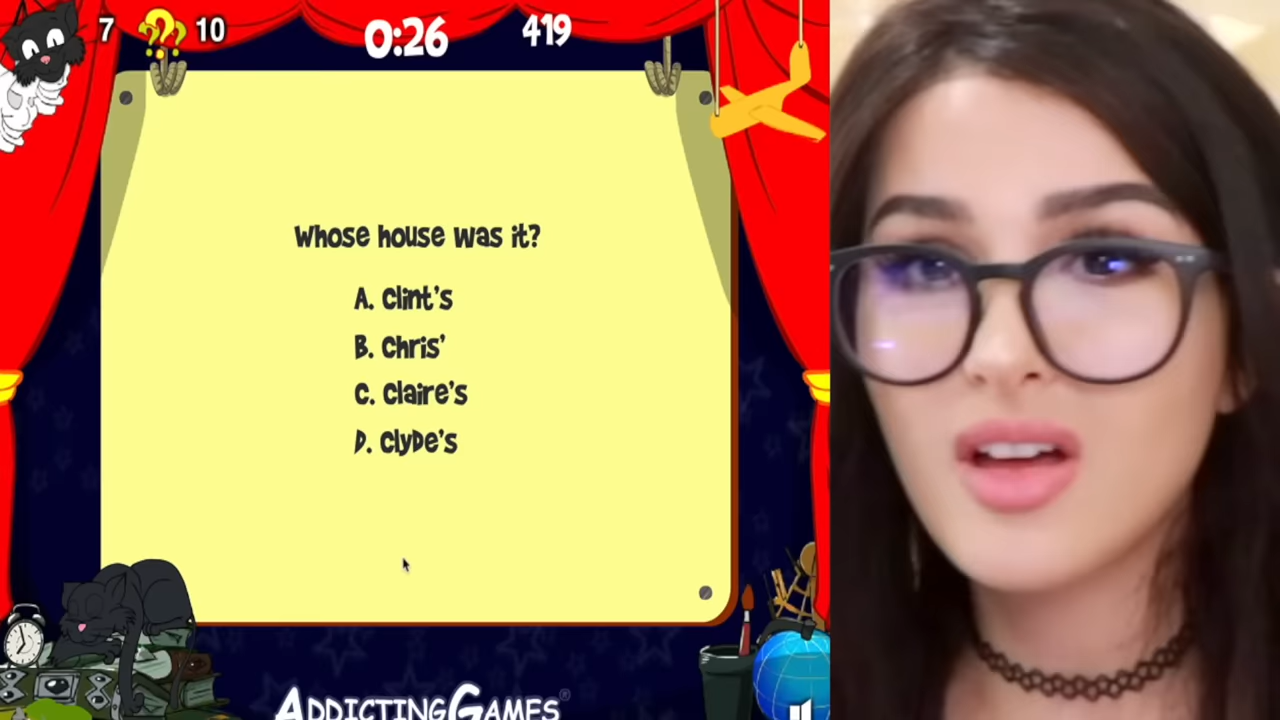 7 ?? 10 0:26 419
Whose house was it?
A. Clint's
B. Chris'
C. Claire's
D. Clyde's
ADDICTINGGAMES®